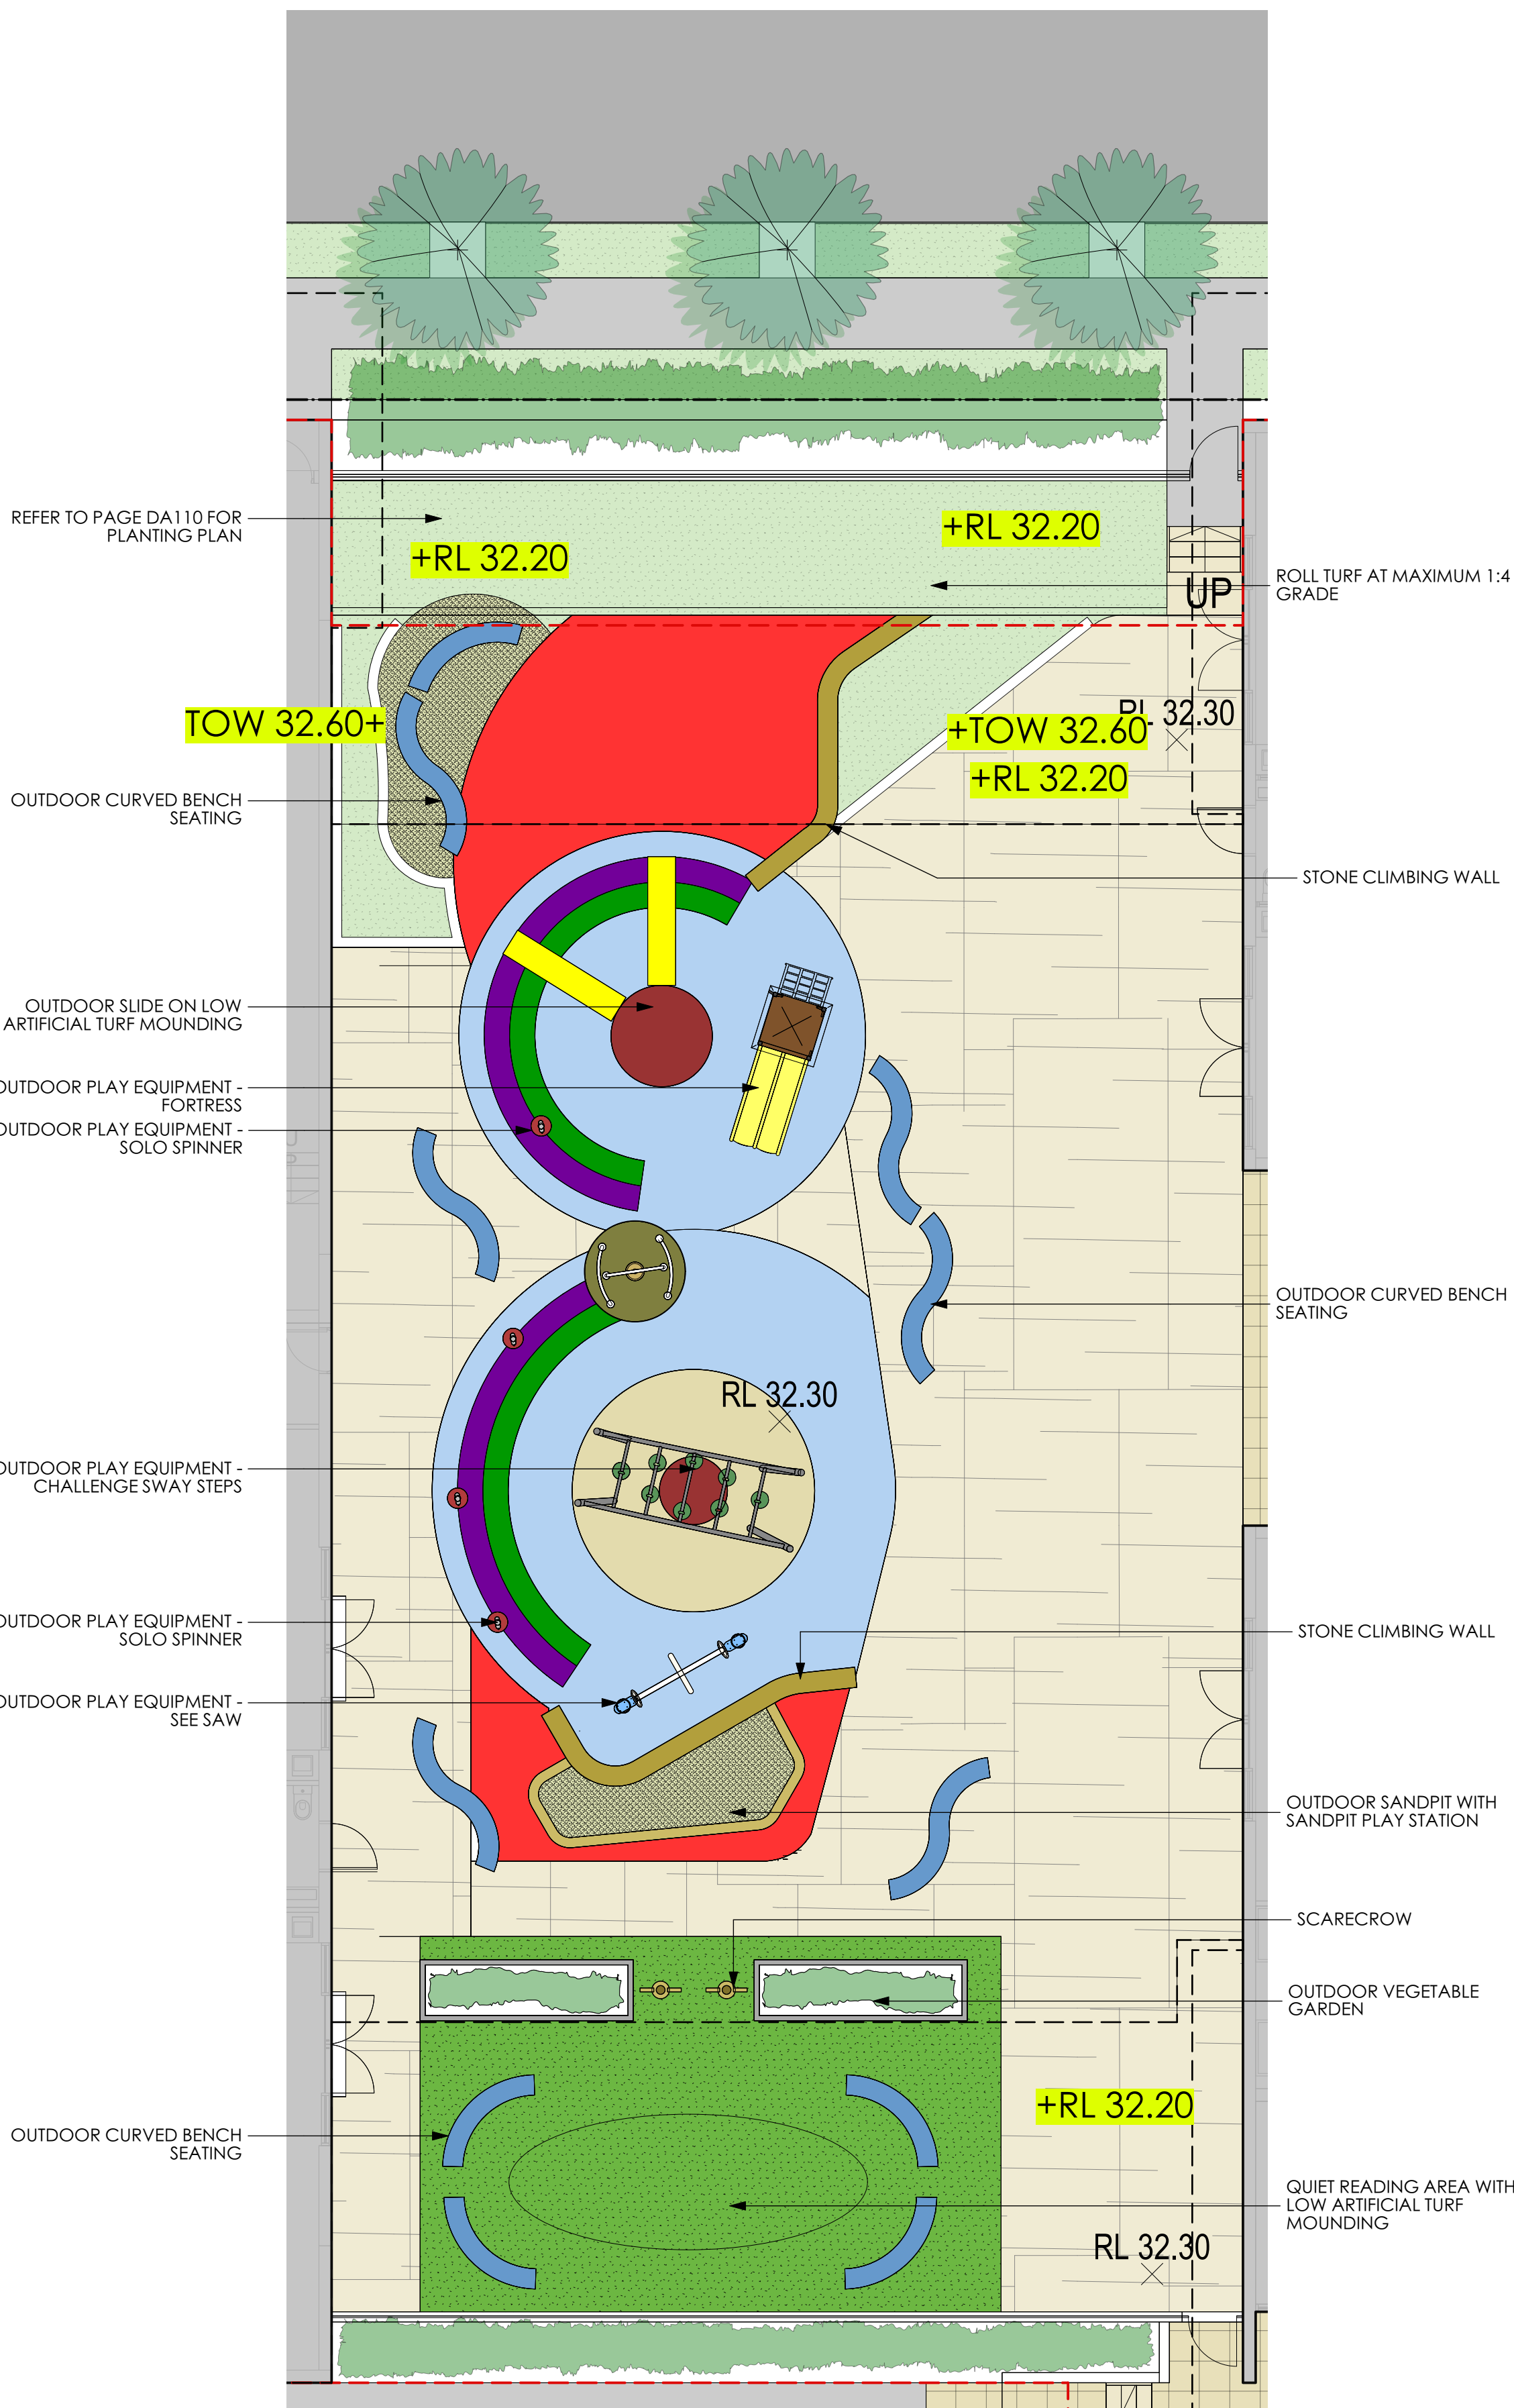 REFER TO PAGE DA110 FOR
PLANTING PLAN
+RL 32.20
+RL 32.20
ROLL TURF AT MAXIMUM 1:4
GRADE
UP
TOW 32.60+
RL 32.30
+TOW 32.60
+RL 32.20
OUTDOOR CURVED BENCH
SEATING
STONE CLIMBING WALL
OUTDOOR SLIDE ON LOW
ARTIFICIAL TURF MOUNDING
OUTDOOR PLAY EQUIPMENT -
FORTRESS
OUTDOOR PLAY EQUIPMENT -
SOLO SPINNER
OUTDOOR CURVED BENCH
SEATING
RL 32.30
OUTDOOR PLAY EQUIPMENT -
CHALLENGE SWAY STEPS
OUTDOOR PLAY EQUIPMENT -
SOLO SPINNER
STONE CLIMBING WALL
OUTDOOR PLAY EQUIPMENT -
SEE SAW
OUTDOOR SANDPIT WITH
SANDPIT PLAY STATION
SCARECROW
OUTDOOR VEGETABLE
GARDEN
+RL 32.20
OUTDOOR CURVED BENCH
SEATING
QUIET READING AREA WITH
LOW ARTIFICIAL TURF
MOUNDING
RL 32.30